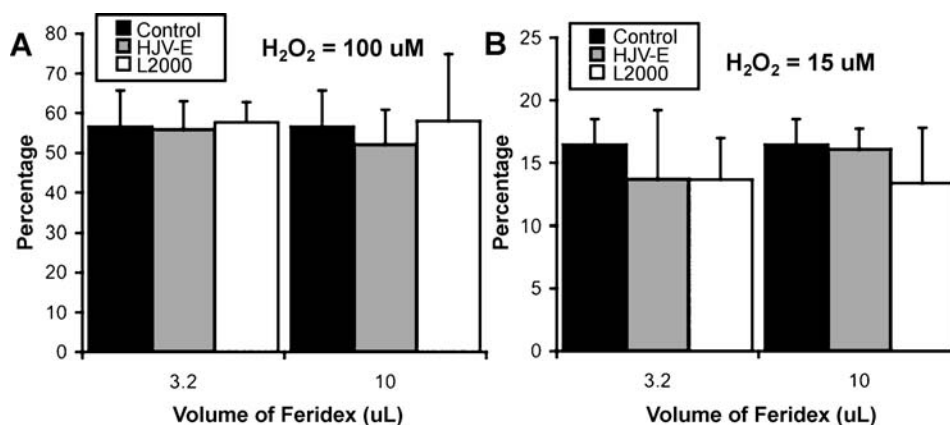 A
Control
HJV-E
L2000
H₂O₂ = 100 uM
Percentage
80
70
60
50
40
30
20
10
0
3.2
10
Volume of Feridex (uL)
B
Control
HJV-E
L2000
H₂O₂ = 15 uM
Percentage
25
20
15
10
5
0
3.2
10
Volume of Feridex (uL)